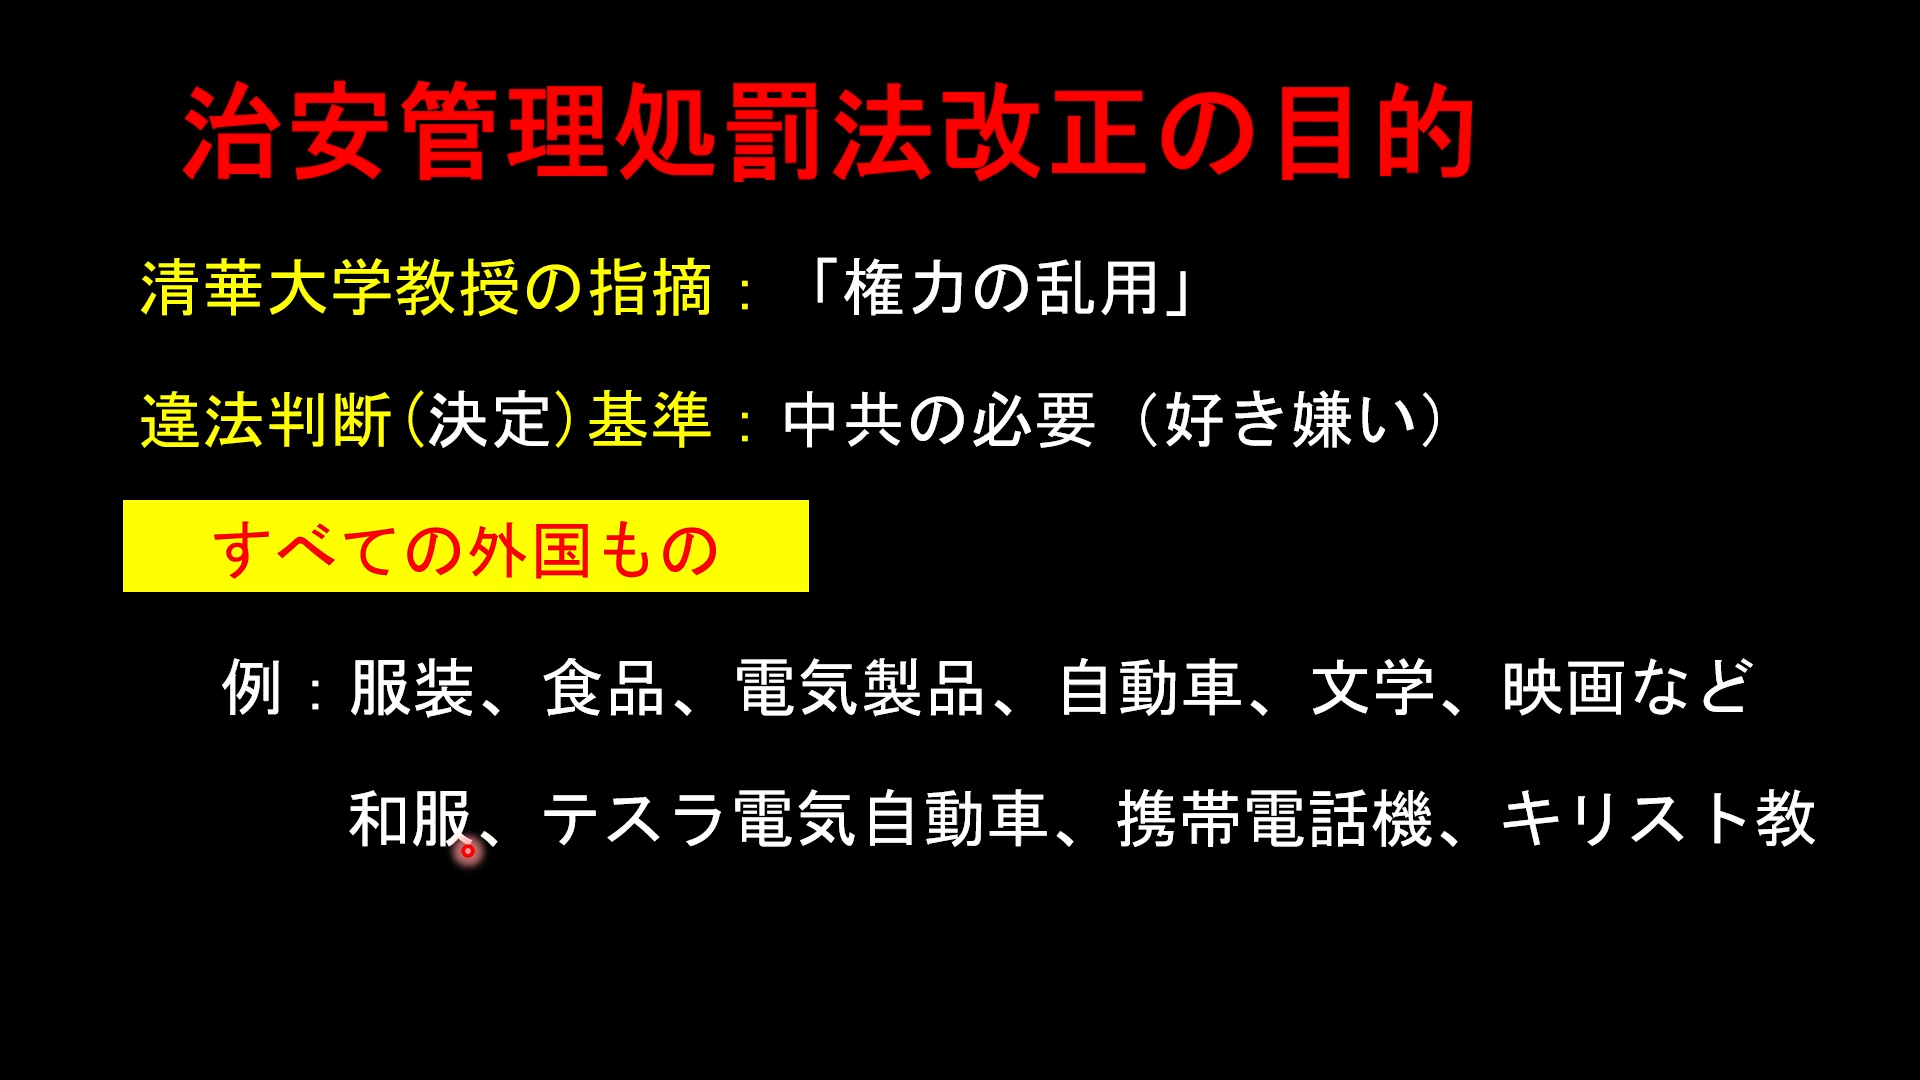 治安管理処罰法改正の目的
清華大学教授の指摘：「権力の乱用」
違法判断(決定)基準：中共の必要（好き嫌い）
すべての外国もの
例：服装、食品、電気製品、自動車、文学、映画など
和服、テスラ電気自動車、携帯電話機、キリスト教